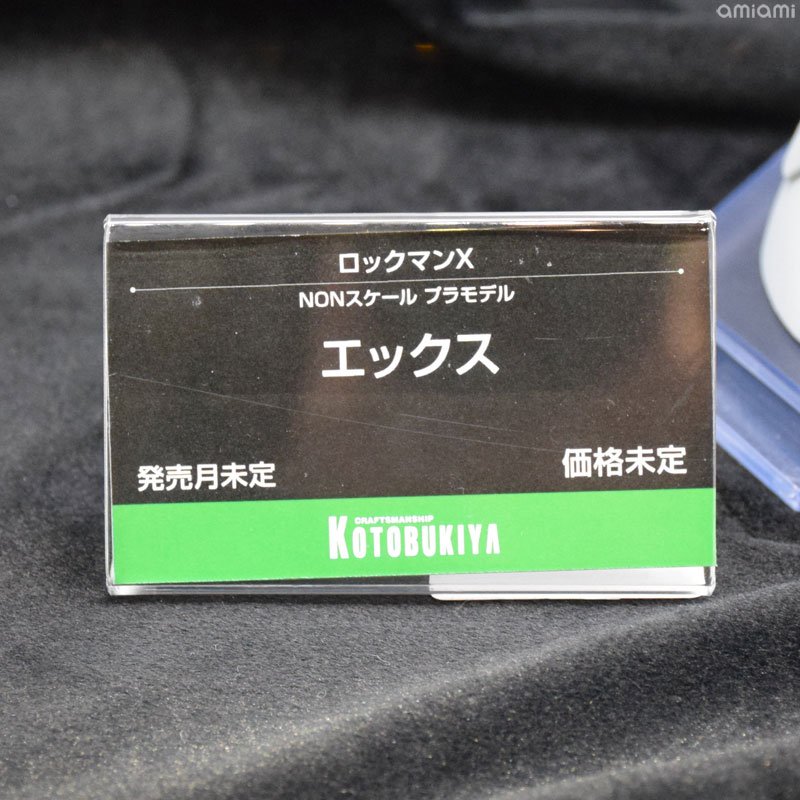 amiami
ロックマンX
NONスケール プラモデル
エックス
発売月未定
価格未定
CRAFTSMANSHIP
KOTOBUKIYA